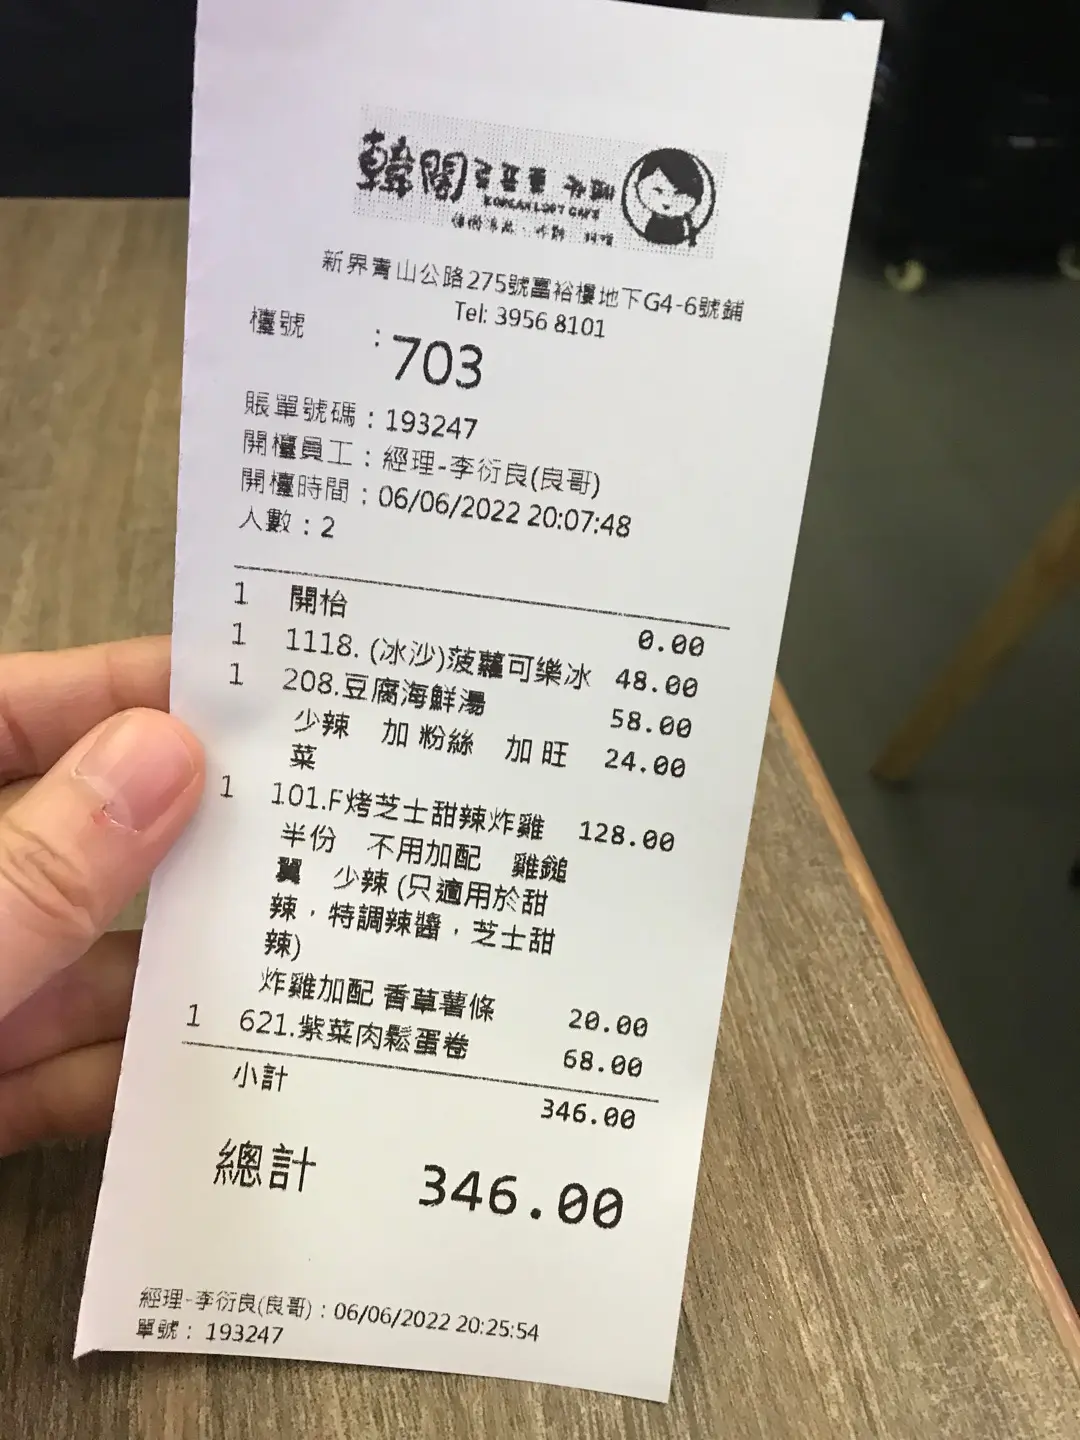 韓閣
KOREAN LOFT CAFE
新界青山公路275號富裕樓地下G4-6號鋪
Tel: 3956 8101
檯號 : 703
賬單號碼 : 193247
開檯員工 : 經理-李衍良(良哥)
開檯時間 : 06/06/2022 20:07:48
人數 : 2
1 開枱 0.00
1 1118. (冰沙)菠蘿可樂冰 48.00
1 208.豆腐海鮮湯 58.00
少辣 加 粉絲 加 旺 24.00
菜
1 101.F烤芝士甜辣炸雞 128.00
半份 不用加配 雞鎚
翼 少辣 (只適用於甜
辣，特調辣醬，芝士甜
辣)
炸雞加配 香草薯條 20.00
1 621.紫菜肉鬆蛋卷 68.00
小計 346.00
總計 346.00
經理-李衍良(良哥) : 06/06/2022 20:25:54
單號 : 193247